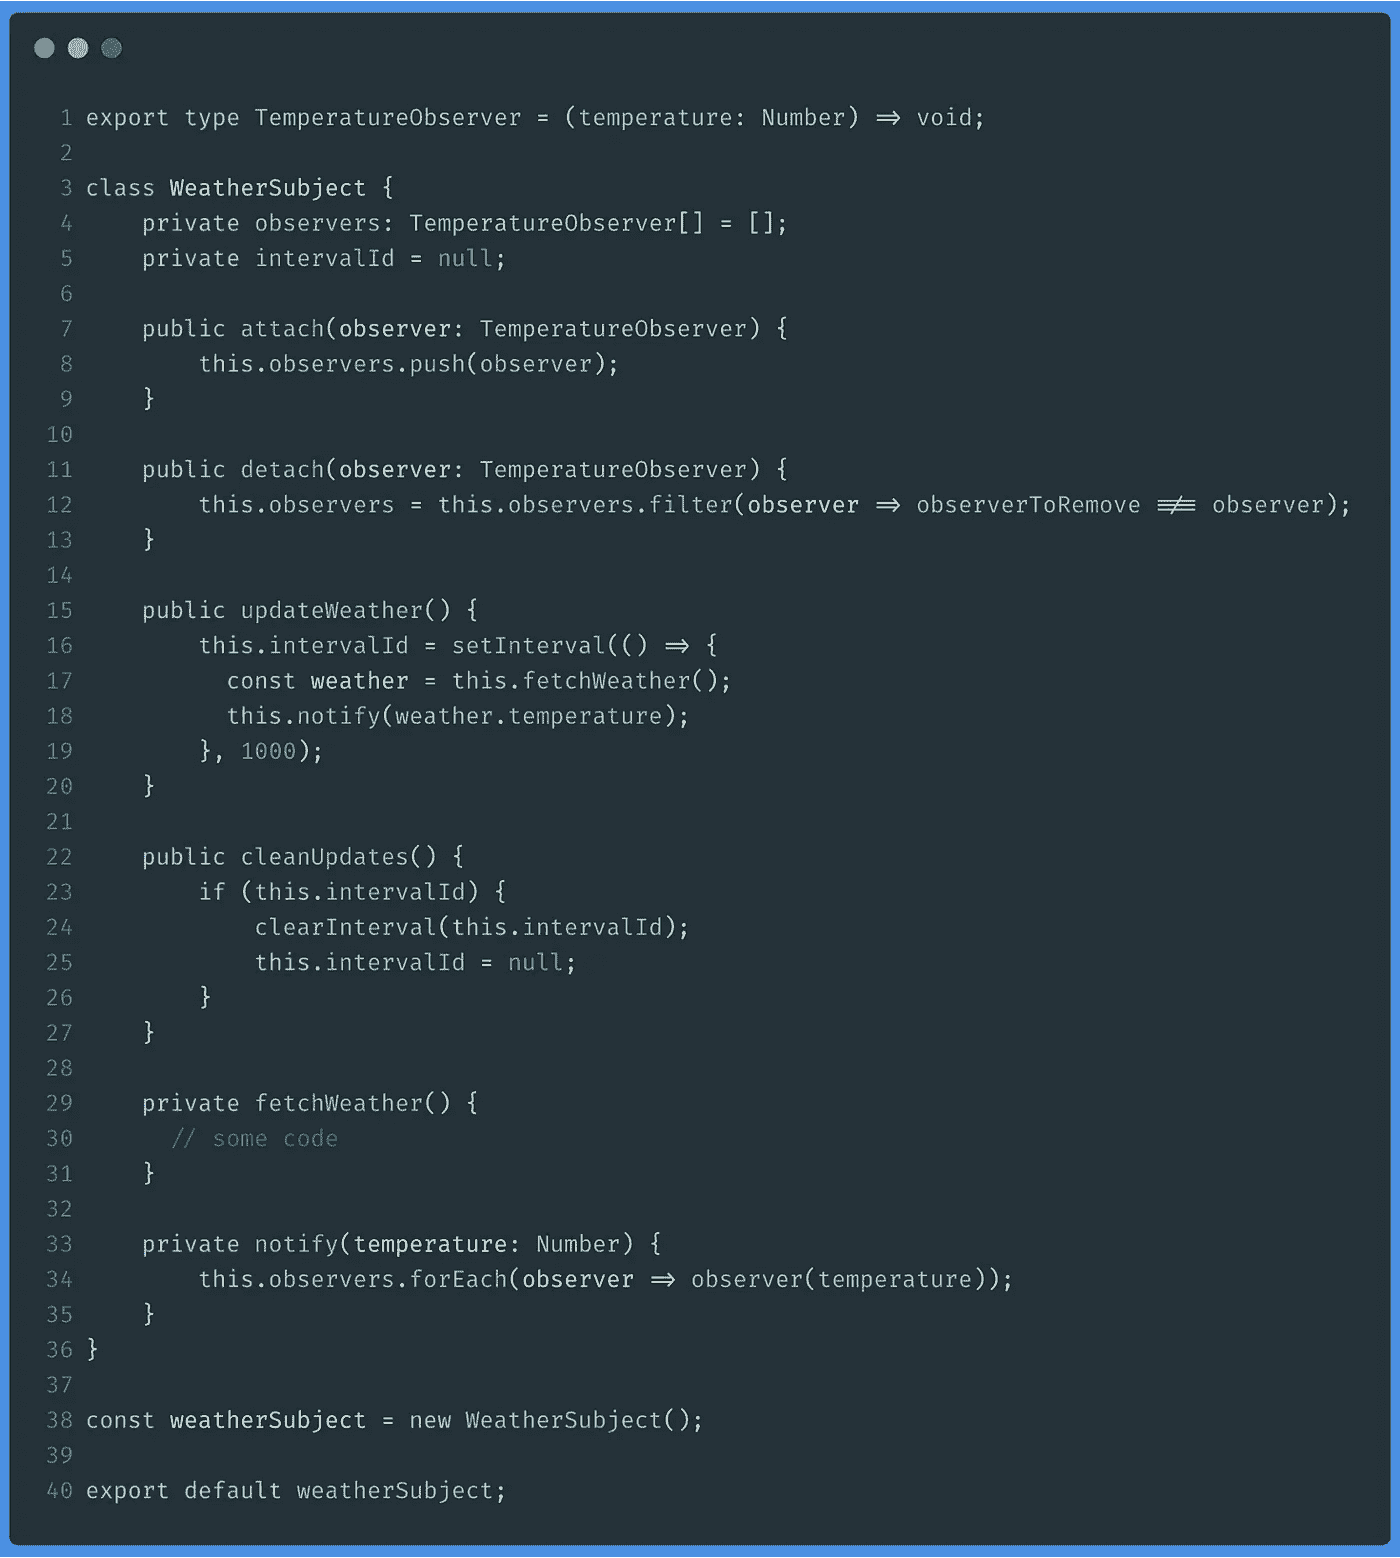 1 export type TemperatureObserver = (temperature: Number) => void;
2
3 class WeatherSubject {
4     private observers: TemperatureObserver[] = [];
5     private intervalId = null;
6
7     public attach(observer: TemperatureObserver) {
8         this.observers.push(observer);
9     }
10
11     public detach(observer: TemperatureObserver) {
12         this.observers = this.observers.filter(observer => observerToRemove !== observer);
13     }
14
15     public updateWeather() {
16         this.intervalId = setInterval(() => {
17           const weather = this.fetchWeather();
18           this.notify(weather.temperature);
19         }, 1000);
20     }
21
22     public cleanUpdates() {
23         if (this.intervalId) {
24             clearInterval(this.intervalId);
25             this.intervalId = null;
26         }
27     }
28
29     private fetchWeather() {
30       // some code
31     }
32
33     private notify(temperature: Number) {
34         this.observers.forEach(observer => observer(temperature));
35     }
36 }
37
38 const weatherSubject = new WeatherSubject();
39
40 export default weatherSubject;